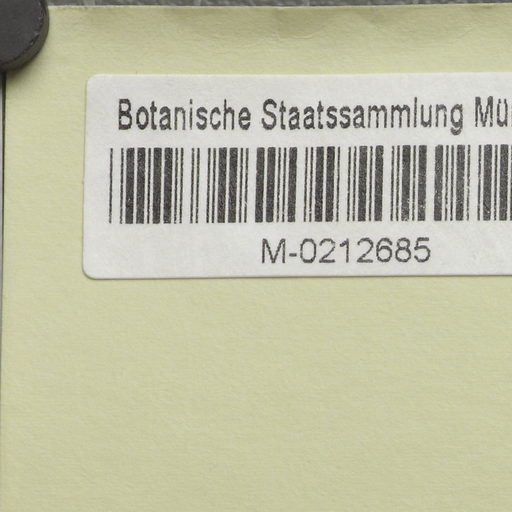 Botanische Staatssammlung Mü
M-0212685